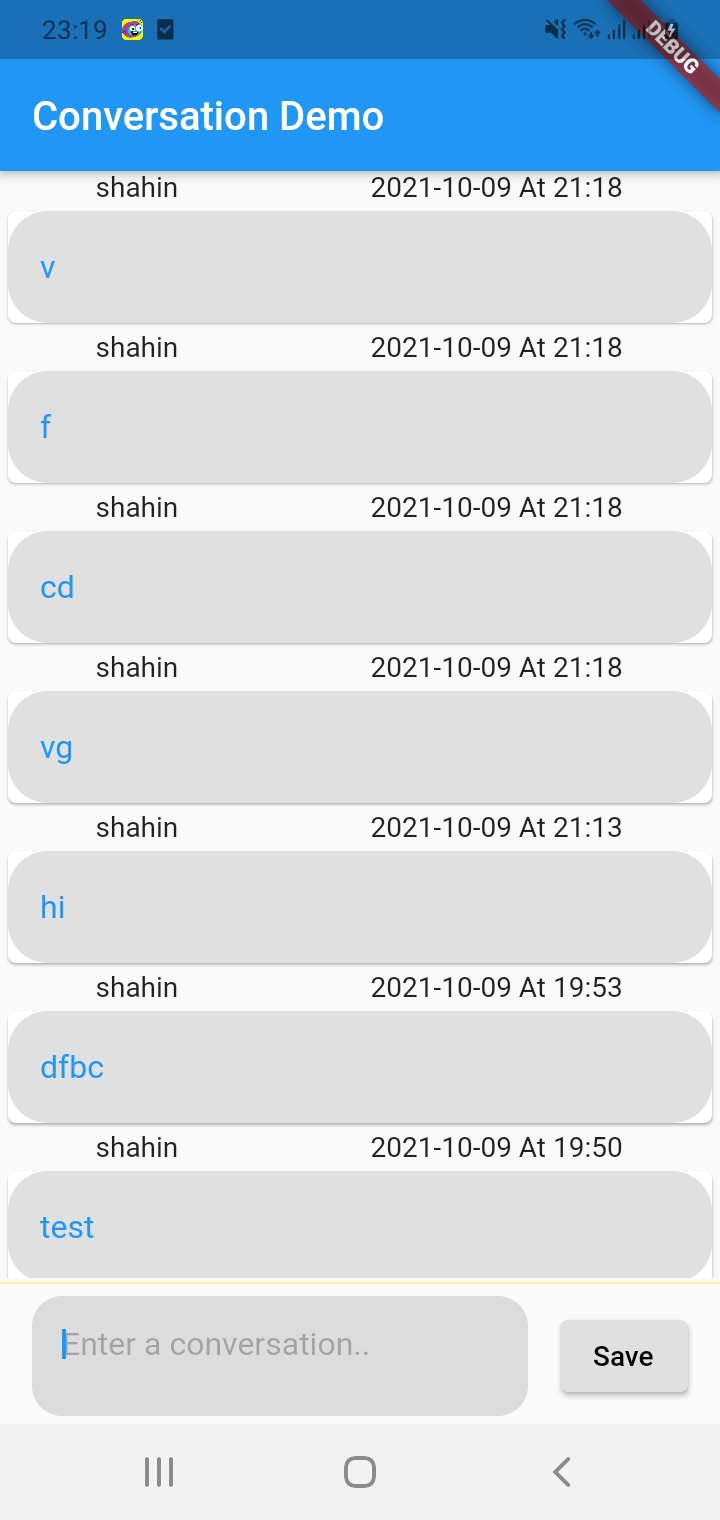 23:19
DEBUG
Conversation Demo
shahin 2021-10-09 At 21:18
v
shahin 2021-10-09 At 21:18
f
shahin 2021-10-09 At 21:18
cd
shahin 2021-10-09 At 21:18
vg
shahin 2021-10-09 At 21:13
hi
shahin 2021-10-09 At 19:53
dfbc
shahin 2021-10-09 At 19:50
test
Enter a conversation..
Save